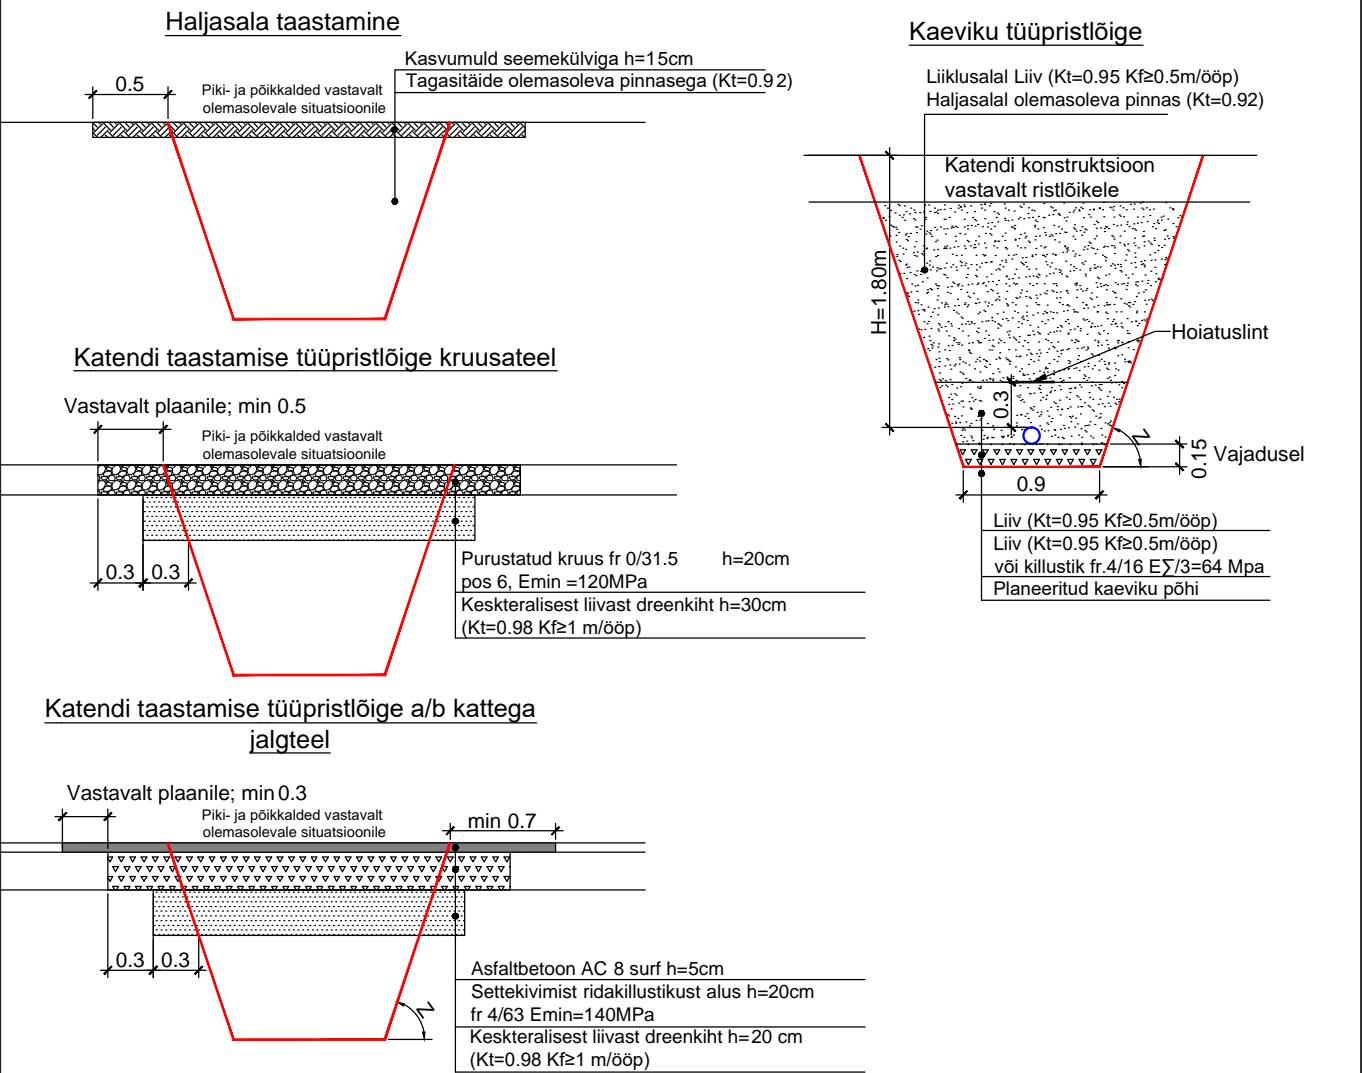 Haljasala taastamine
Kasvumuld seemekülviga h=15cm
Tagasitäide olemasoleva pinnasega (Kt=0.92)
0.5
Piki- ja põikkalded vastavalt
olemasolevale situatsioonile
Katendi taastamise tüüpristlõige kruusateel
Vastavalt plaanile; min 0.5
Piki- ja põikkalded vastavalt
olemasolevale situatsioonile
0.3
0.3
Purustatud kruus fr 0/31.5 h=20cm
pos 6, Emin =120MPa
Keskteralisest liivast dreenkiht h=30cm
(Kt=0.98 Kf≥1 m/ööp)
Katendi taastamise tüüpristlõige a/b kattega
jalgteel
Vastavalt plaanile; min 0.3
Piki- ja põikkalded vastavalt
olemasolevale situatsioonile
min 0.7
0.3
0.3
N
Asfaltbetoon AC 8 surf h=5cm
Settekivimist ridakillustikust alus h=20cm
fr 4/63 Emin=140MPa
Keskteralisest liivast dreenkiht h=20 cm
(Kt=0.98 Kf≥1 m/ööp)
Kaeviku tüüpristlõige
Liiklusalal Liiv (Kt=0.95 Kf≥0.5m/ööp)
Haljasalal olemasoleva pinnas (Kt=0.92)
Katendi konstruktsioon
vastavalt ristlõikele
H=1.80m
Hoiatuslint
0.3
N
0.15
Vajadusel
0.9
Liiv (Kt=0.95 Kf≥0.5m/ööp)
Liiv (Kt=0.95 Kf≥0.5m/ööp)
või killustik fr.4/16 E∑/3=64 Mpa
Planeeritud kaeviku põhi